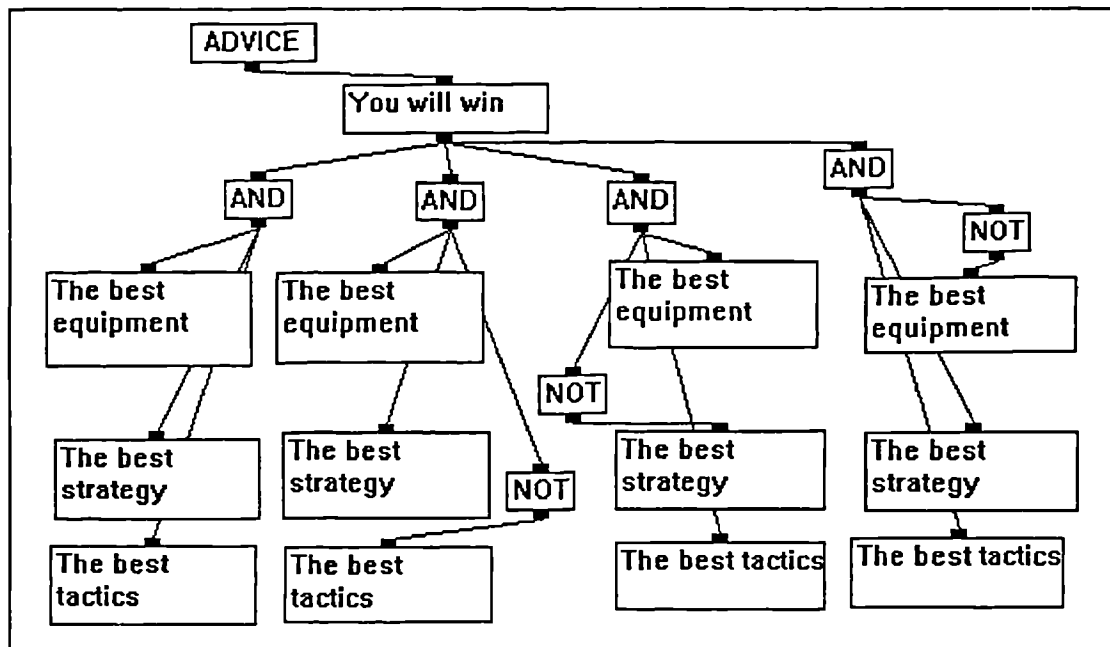 ADVICE
You will win
AND
AND
AND
AND
NOT
The best
equipment
The best
equipment
The best
equipment
The best
equipment
NOT
The best
strategy
The best
strategy
NOT
The best
strategy
The best
strategy
The best
tactics
The best
tactics
The best tactics
The best tactics